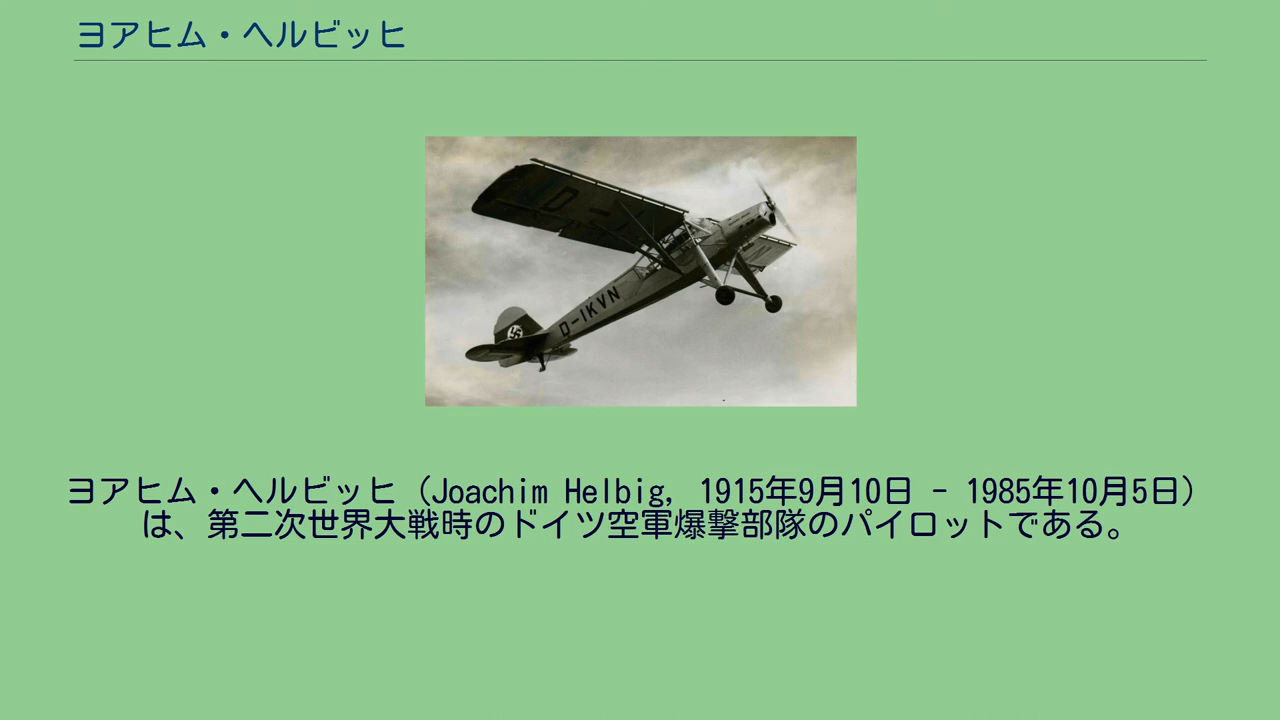 ヨアヒム・ヘルビッヒ
D-IKVN
ヨアヒム・ヘルビッヒ（Joachim Helbig, 1915年9月10日 - 1985年10月5日）
は、第二次世界大戦時のドイツ空軍爆撃部隊のパイロットである。